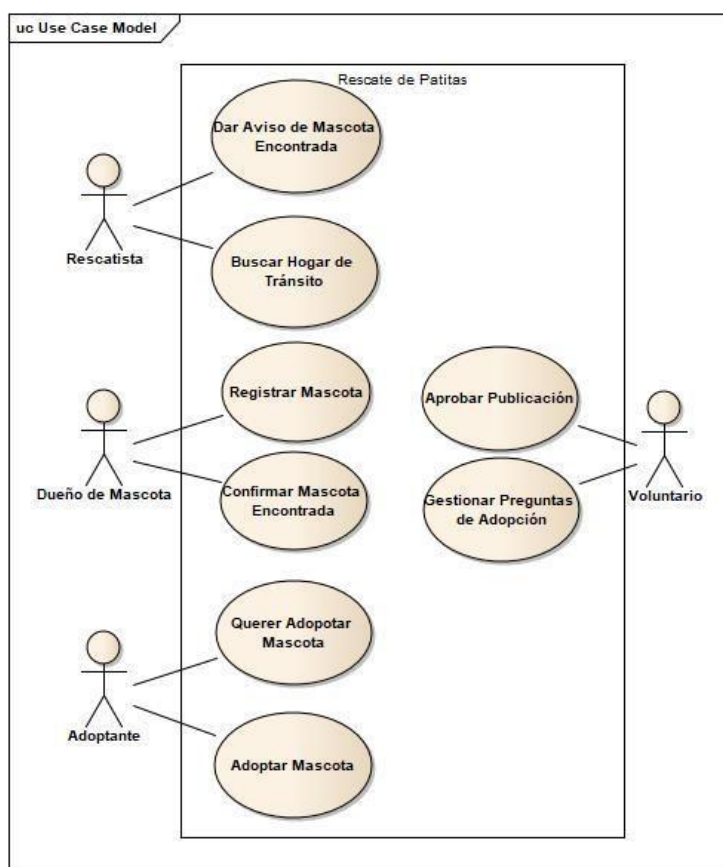 uc Use Case Model
Rescate de Patitas
Dar Aviso de Mascota
Encontrada
Rescatista
Buscar Hogar de
Tránsito
Registrar Mascota
Aprobar Publicación
Dueño de Mascota
Confirmar Mascota
Encontrada
Gestionar Preguntas
de Adopción
Voluntario
Querer Adopotar
Mascota
Adoptante
Adoptar Mascota